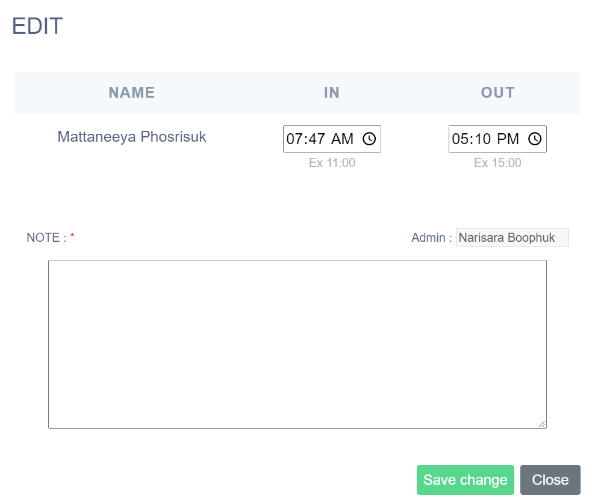 EDIT
NAME IN OUT
Mattaneeya Phosrisuk 07:47 AM 05:10 PM
Ex 11:00 Ex 15:00
NOTE : * Admin : Narisara Boophuk
Save change Close